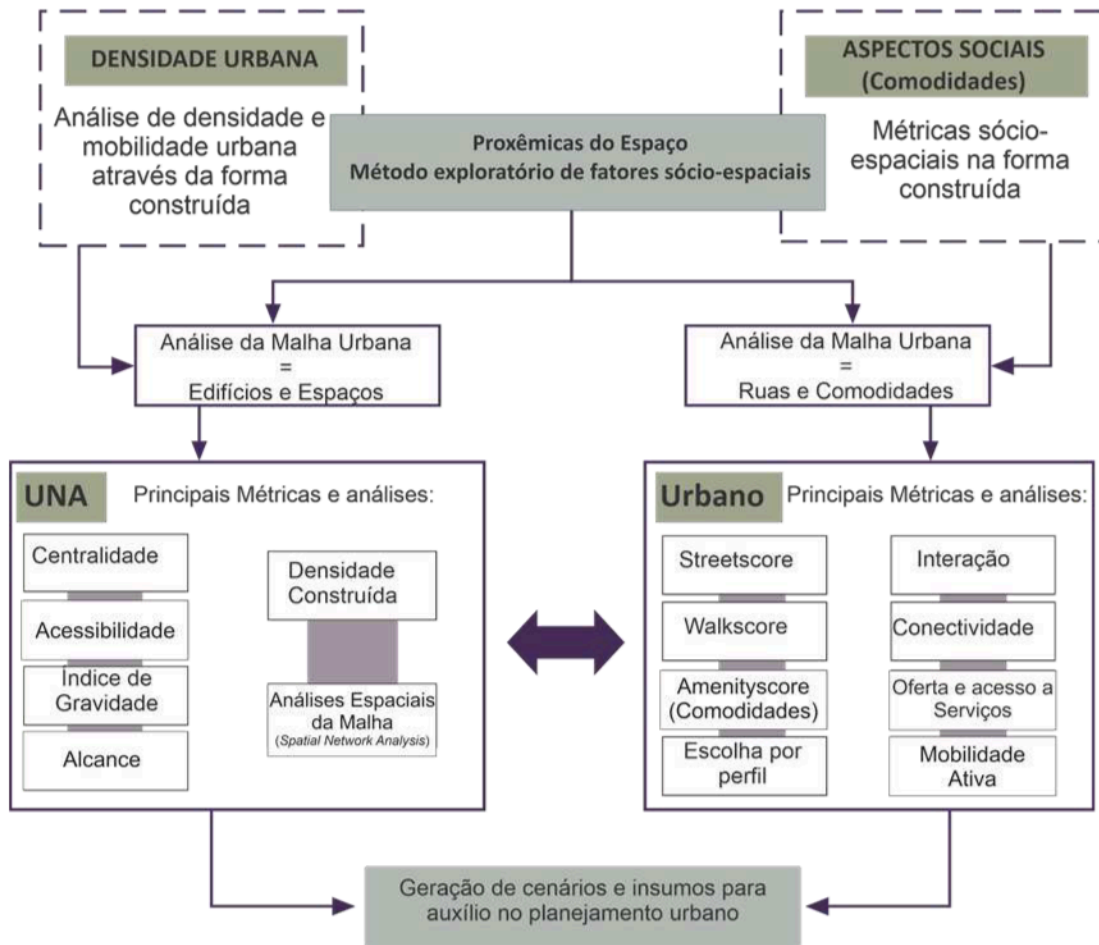 DENSIDADE URBANA
Análise de densidade e
mobilidade urbana
através da forma
construída
ASPECTOS SOCIAIS
(Comodidades)
Métricas sócio-
espaciais na forma
construída
Proxêmicas do Espaço
Método exploratório de fatores sócio-espaciais
Análise da Malha Urbana
=
Edifícios e Espaços
Análise da Malha Urbana
=
Ruas e Comodidades
UNA
Principais Métricas e análises:
Centralidade
Acessibilidade
Índice de
Gravidade
Alcance
Densidade
Construída
Análises Espaciais
da Malha
(Spatial Network Analysis)
Urbano
Principais Métricas e análises:
Streetscore
Walkscore
Amenityscore
(Comodidades)
Escolha por
perfil
Interação
Conectividade
Oferta e acesso a
Serviços
Mobilidade
Ativa
Geração de cenários e insumos para
auxílio no planejamento urbano